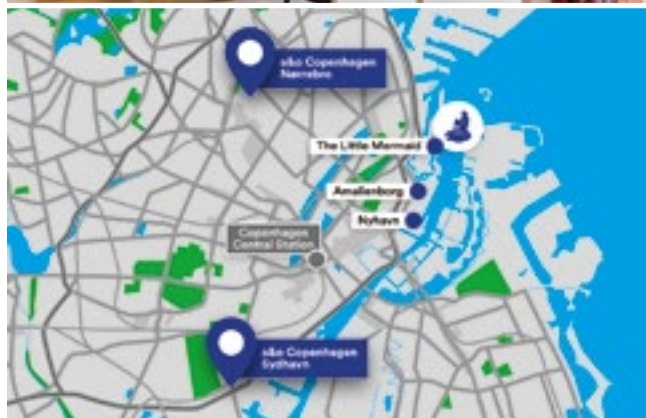 a&o Copenhagen
Nørrebro
The Little Mermaid
Amalienborg
Nyhavn
Copenhagen
Central Station
a&o Copenhagen
Sydhavn